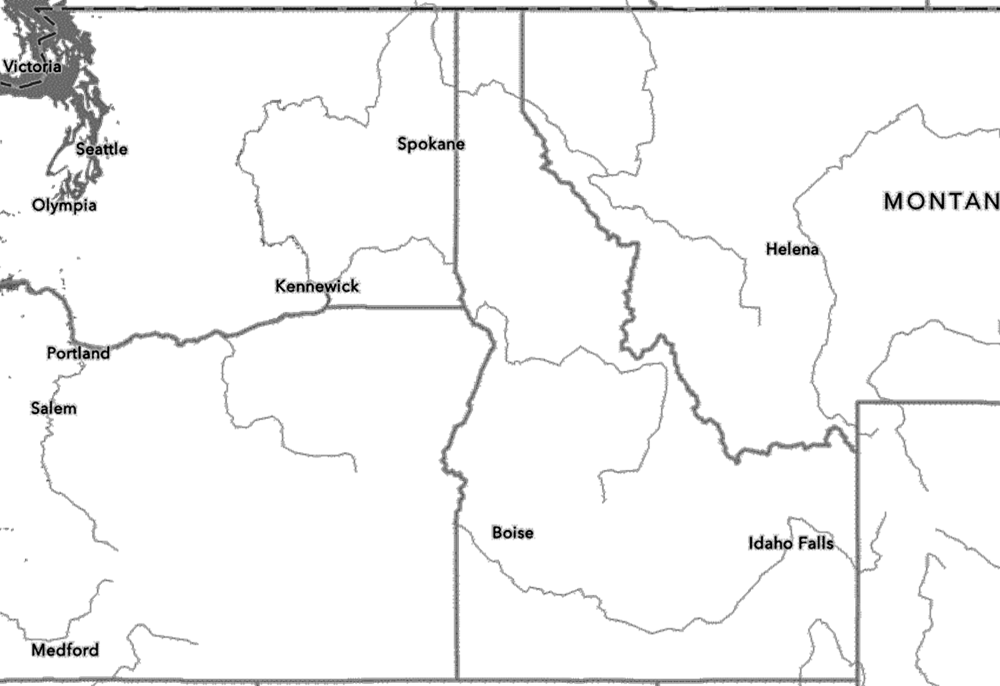 Victoria
Spokane
Seattle
MONTAN
Olympia
Helena
Kennewick
Portland
Salem
Boise
Idaho Falls
Medford